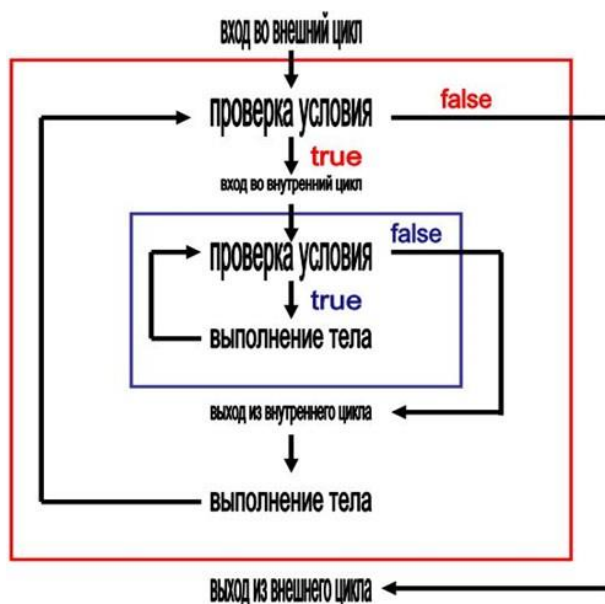 вход во внешний цикл
проверка условия
false
true
вход во внутренний цикл
проверка условия
false
true
выполнение тела
выход из внутреннего цикла
выполнение тела
выход из внешнего цикла